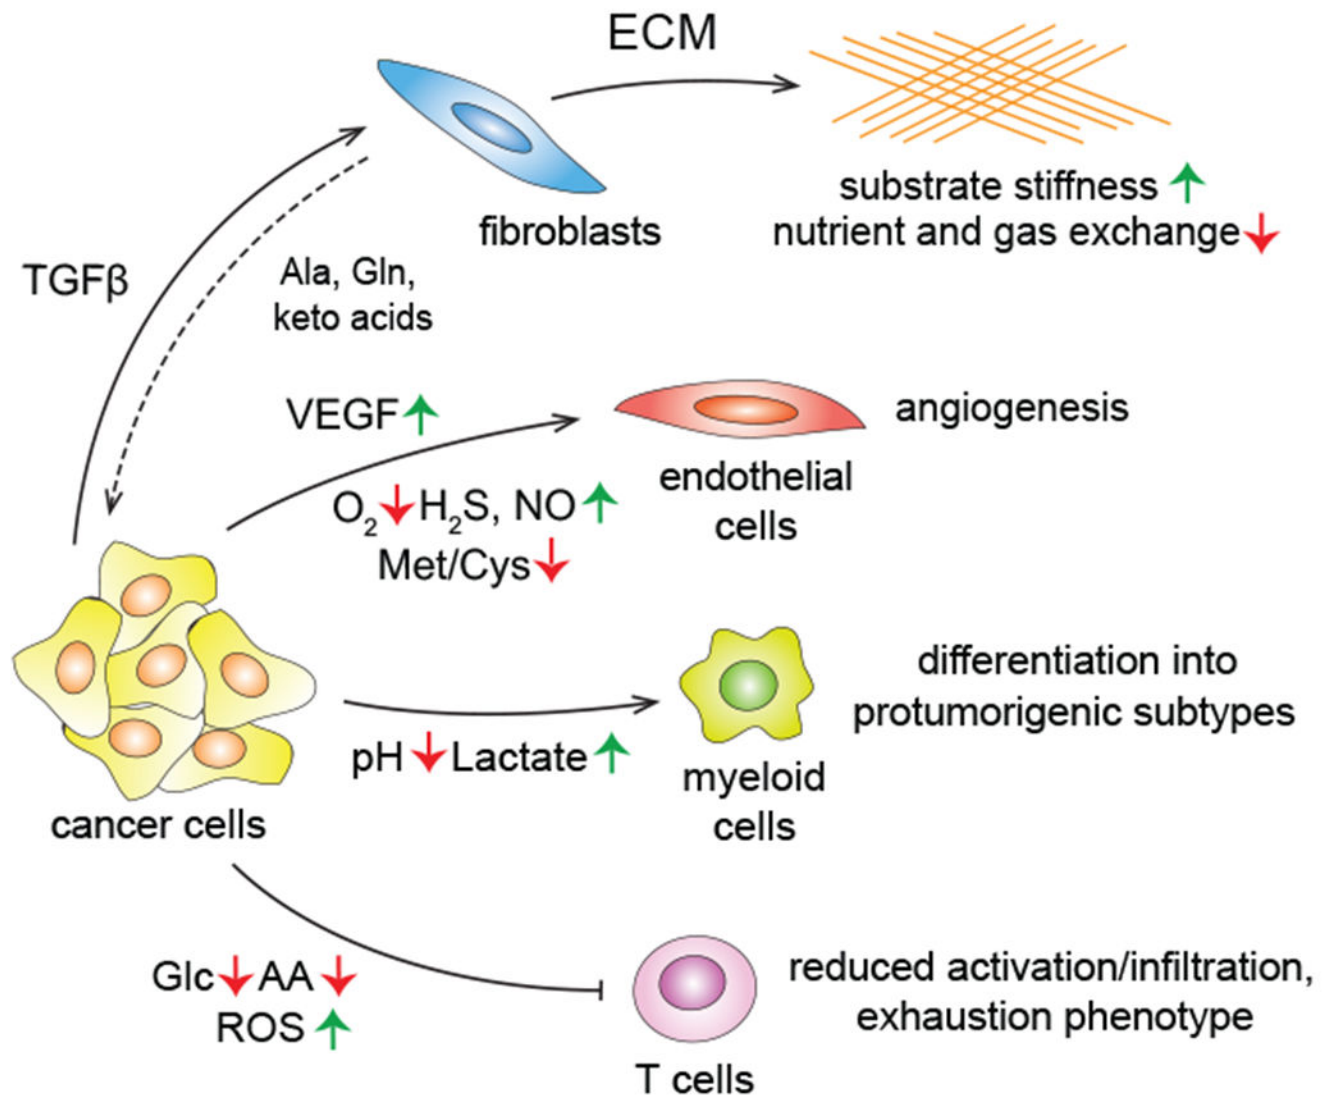 ECM
substrate stiffness
nutrient and gas exchange
fibroblasts
TGFβ
Ala, Gln,
keto acids
VEGF
O₂ H₂S, NO
Met/Cys
endothelial
cells
angiogenesis
pH Lactate
myeloid
cells
differentiation into
protumorigenic subtypes
cancer cells
Glc AA
ROS
T cells
reduced activation/infiltration,
exhaustion phenotype